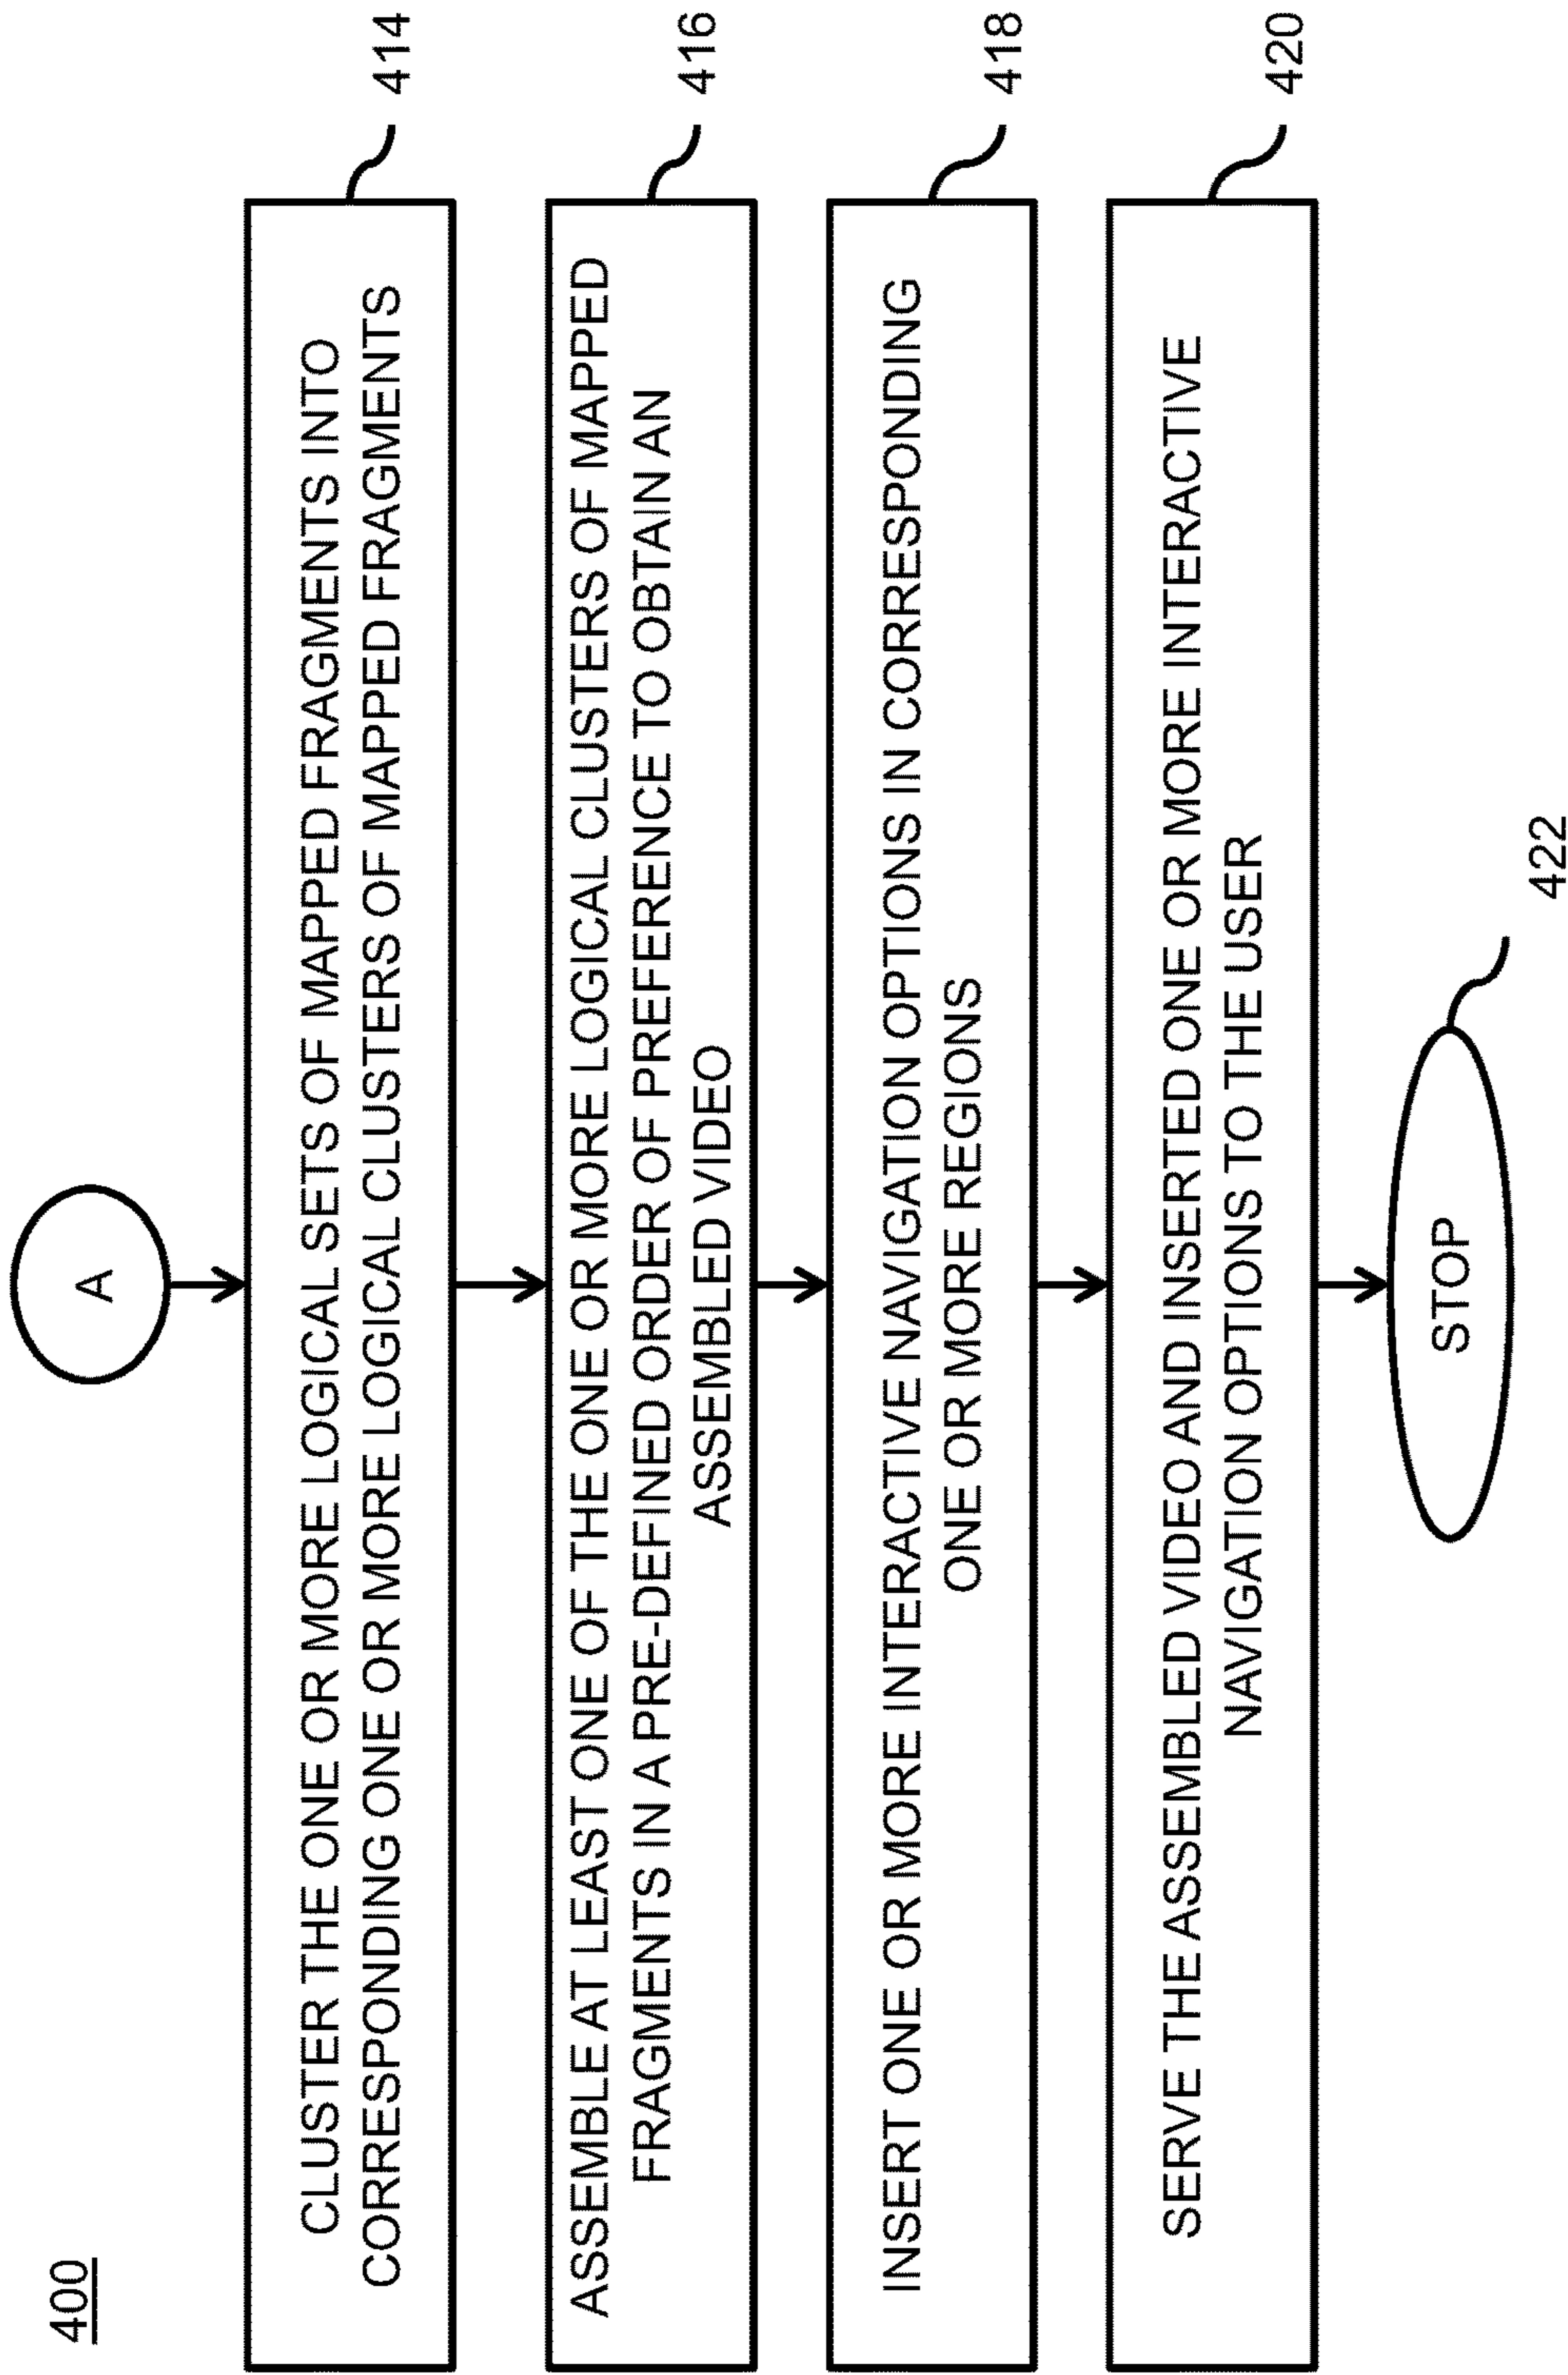 400
A
CLUSTER THE ONE OR MORE LOGICAL SETS OF MAPPED FRAGMENTS INTO
CORRESPONDING ONE OR MORE LOGICAL CLUSTERS OF MAPPED FRAGMENTS
414
ASSEMBLE AT LEAST ONE OF THE ONE OR MORE LOGICAL CLUSTERS OF MAPPED
FRAGMENTS IN A PRE-DEFINED ORDER OF PREFERENCE TO OBTAIN AN
ASSEMBLED VIDEO
416
INSERT ONE OR MORE INTERACTIVE NAVIGATION OPTIONS IN CORRESPONDING
ONE OR MORE REGIONS
418
SERVE THE ASSEMBLED VIDEO AND INSERTED ONE OR MORE INTERACTIVE
NAVIGATION OPTIONS TO THE USER
420
STOP
422